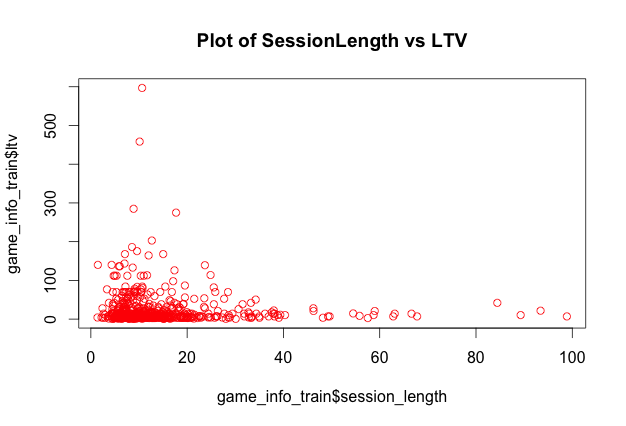 Plot of SessionLength vs LTV
game_info_train$ltv
500
300
100
0
0 20 40 60 80 100
game_info_train$session_length